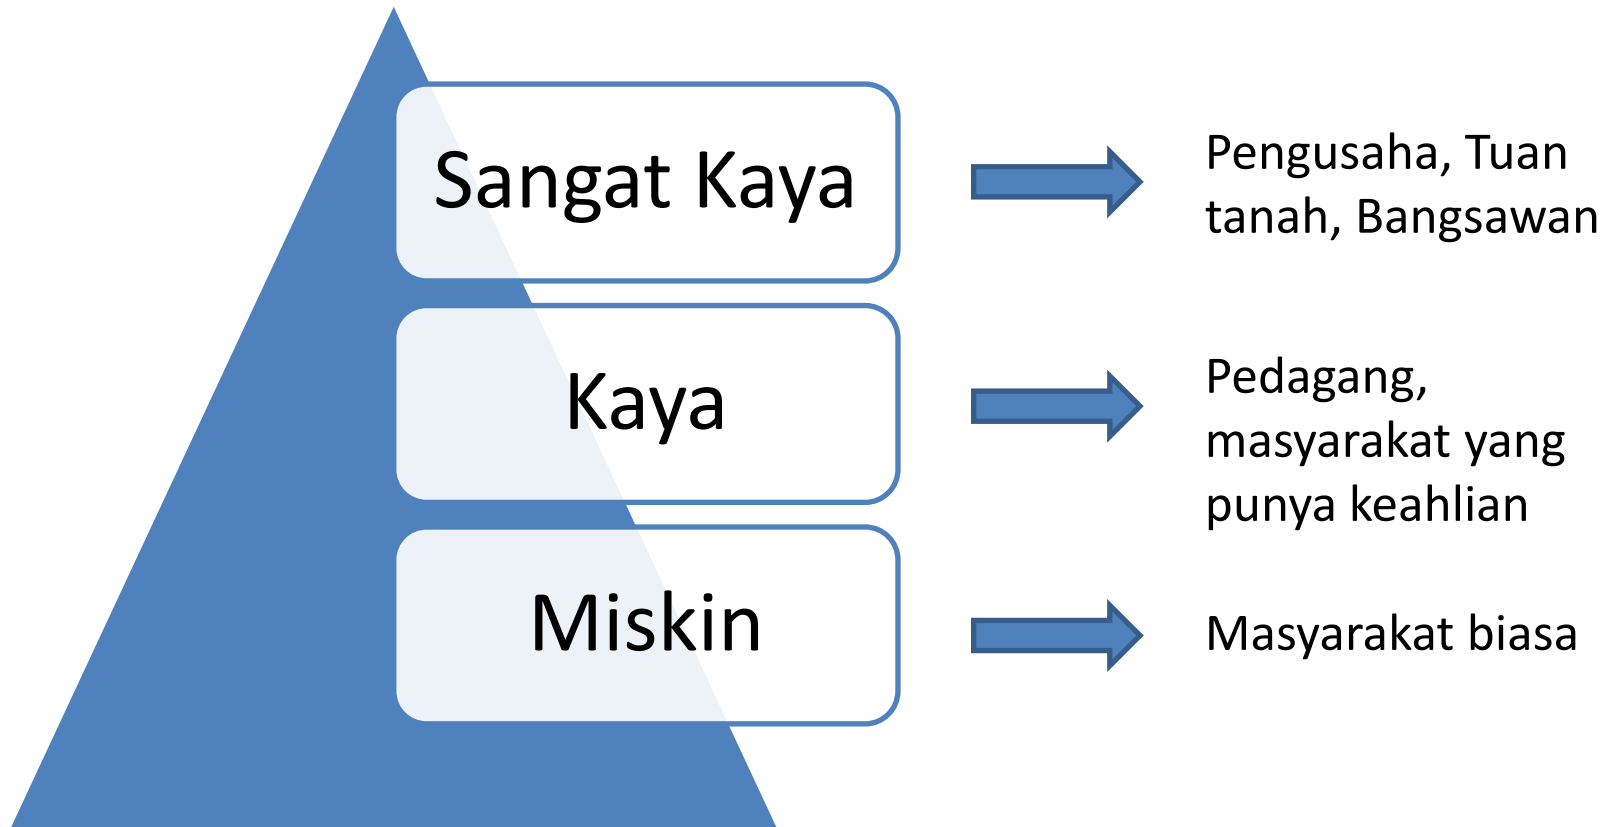 Sangat Kaya
Pengusaha, Tuan
tanah, Bangsawan
Kaya
Pedagang,
masyarakat yang
punya keahlian
Miskin
Masyarakat biasa